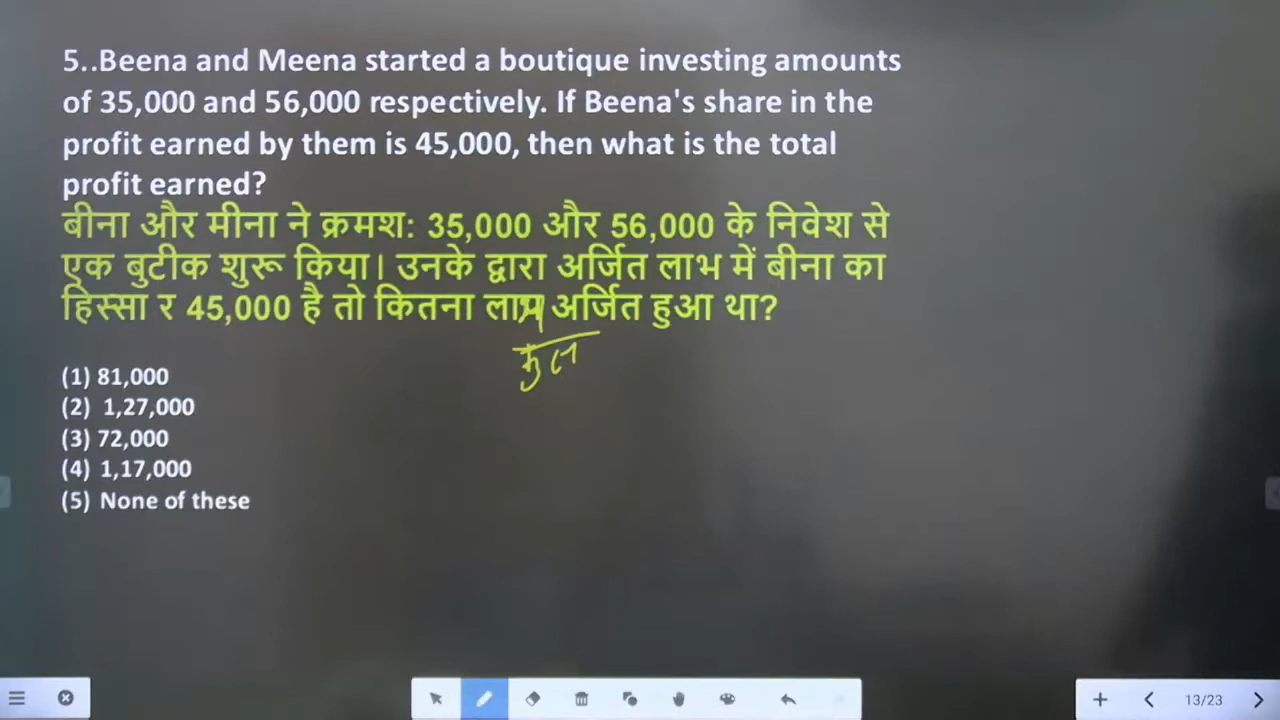 5..Beena and Meena started a boutique investing amounts
of 35,000 and 56,000 respectively. If Beena's share in the
profit earned by them is 45,000, then what is the total
profit earned?
बीना और मीना ने क्रमश: 35,000 और 56,000 के निवेश से
एक बुटीक शुरू किया। उनके द्वारा अर्जित लाभ में बीना का
हिस्सा र 45,000 है तो कितना लाभ अर्जित हुआ था?
कुल
(1) 81,000
(2) 1,27,000
(3) 72,000
(4) 1,17,000
(5) None of these
13/23